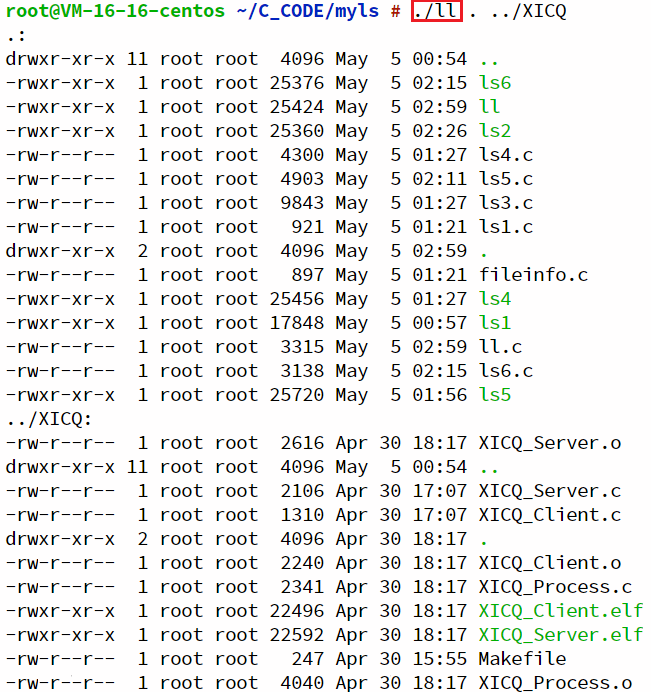 root@VM-16-16-centos ~/C_CODE/myls # ./ll . ../XICQ
.:
drwxr-xr-x 11 root root  4096 May  5 00:54 ..
-rwxr-xr-x  1 root root 25376 May  5 02:15 ls6
-rwxr-xr-x  1 root root 25424 May  5 02:59 ll
-rwxr-xr-x  1 root root 25360 May  5 02:26 ls2
-rw-r--r--  1 root root  4300 May  5 01:27 ls4.c
-rw-r--r--  1 root root  4903 May  5 02:11 ls5.c
-rw-r--r--  1 root root  9843 May  5 01:27 ls3.c
-rw-r--r--  1 root root   921 May  5 01:21 ls1.c
drwxr-xr-x  2 root root  4096 May  5 02:59 .
-rw-r--r--  1 root root   897 May  5 01:21 fileinfo.c
-rwxr-xr-x  1 root root 25456 May  5 01:27 ls4
-rwxr-xr-x  1 root root 17848 May  5 00:57 ls1
-rw-r--r--  1 root root  3315 May  5 02:59 ll.c
-rw-r--r--  1 root root  3138 May  5 02:15 ls6.c
-rwxr-xr-x  1 root root 25720 May  5 01:56 ls5
../XICQ:
-rw-r--r--  1 root root  2616 Apr 30 18:17 XICQ_Server.o
drwxr-xr-x 11 root root  4096 May  5 00:54 ..
-rw-r--r--  1 root root  2106 Apr 30 17:07 XICQ_Server.c
-rw-r--r--  1 root root  1310 Apr 30 17:07 XICQ_Client.c
drwxr-xr-x  2 root root  4096 Apr 30 18:17 .
-rw-r--r--  1 root root  2240 Apr 30 18:17 XICQ_Client.o
-rw-r--r--  1 root root  2341 Apr 30 18:17 XICQ_Process.c
-rwxr-xr-x  1 root root 22496 Apr 30 18:17 XICQ_Client.elf
-rwxr-xr-x  1 root root 22592 Apr 30 18:17 XICQ_Server.elf
-rw-r--r--  1 root root   247 Apr 30 15:55 Makefile
-rw-r--r--  1 root root  4040 Apr 30 18:17 XICQ_Process.o